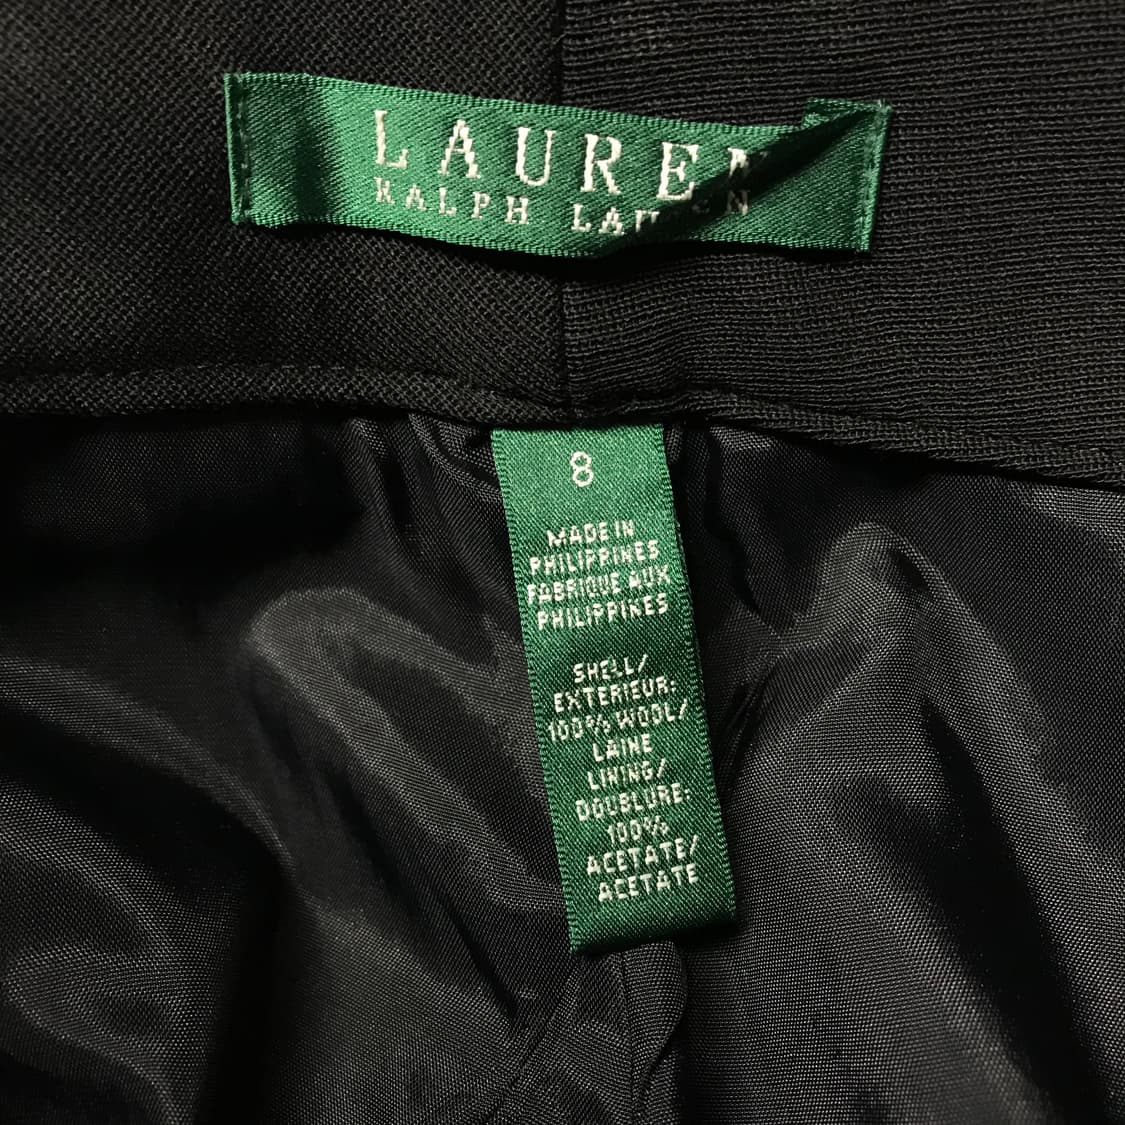 LAUREN
RALPH LAUREN
8
MADE IN
PHILIPPINES
FABRIQUE AUX
PHILIPPINES
SHELL/
EXTERIEUR:
100% WOOL/
LAINE
LINING/
DOUBLURE:
100%
ACETATE/
ACETATE